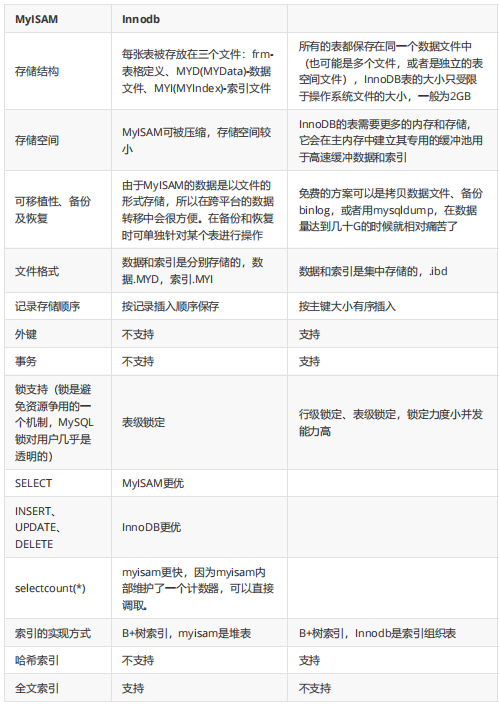 MyISAM Innodb
存储结构
每张表被存放在三个文件：frm-
表格定义、MYD(MYData)-数据
文件、MYI(MYIndex)-索引文件
所有的表都保存在同一个数据文件中
（也可能是多个文件，或者是独立的表
空间文件），InnoDB表的大小只受限
于操作系统文件的大小，一般为2GB
存储空间
MyISAM可被压缩，存储空间较
小
InnoDB的表需要更多的内存和存储，
它会在主内存中建立其专用的缓冲池用
于高速缓冲数据和索引
可移植性、备份
及恢复
由于MyISAM的数据是以文件的
形式存储，所以在跨平台的数据
转移中会很方便。在备份和恢复
时可单独针对某个表进行操作
免费的方案可以是拷贝数据文件、备份
binlog，或者用mysqldump，在数据
量达到几十G的时候就相对痛苦了
文件格式
数据和索引是分别存储的，数
据.MYD，索引.MYI
数据和索引是集中存储的，.ibd
记录存储顺序
按记录插入顺序保存
按主键大小有序插入
外键
不支持
支持
事务
不支持
支持
锁支持（锁是避
免资源争用的一
个机制，MySQL
锁对用户几乎是
透明的）
表级锁定
行级锁定、表级锁定，锁定力度小并发
能力高
SELECT
MyISAM更优
INSERT、
UPDATE、
DELETE
InnoDB更优
selectcount(*)
myisam更快，因为myisam内
部维护了一个计数器，可以直接
调取。
索引的实现方式
B+树索引，myisam是堆表
B+树索引，Innodb是索引组织表
哈希索引
不支持
支持
全文索引
支持
不支持